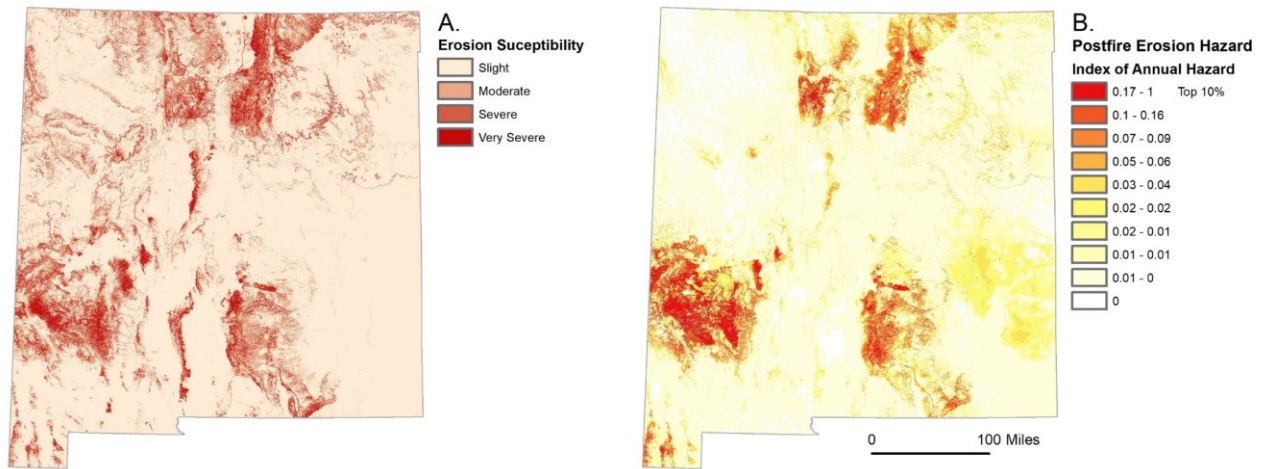 A.
Erosion Suceptibility
Slight
Moderate
Severe
Very Severe
B.
Postfire Erosion Hazard
Index of Annual Hazard
0.17 - 1 Top 10%
0.1 - 0.16
0.07 - 0.09
0.05 - 0.06
0.03 - 0.04
0.02 - 0.02
0.02 - 0.01
0.01 - 0.01
0.01 - 0
0
0 100 Miles